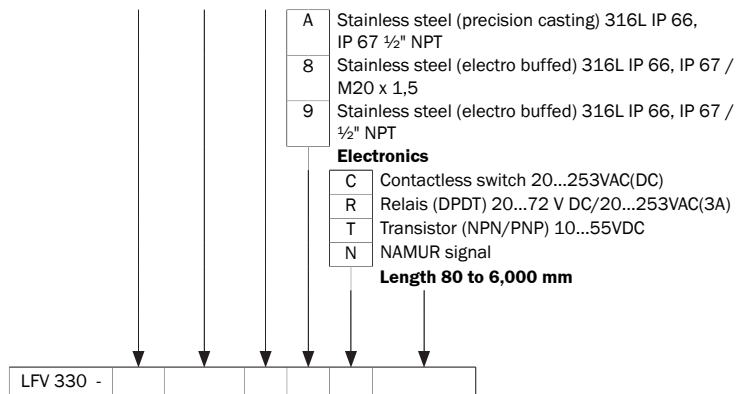 A Stainless steel (precision casting) 316L IP 66,
IP 67 ½" NPT
8 Stainless steel (electro buffed) 316L IP 66, IP 67 /
M20 x 1,5
9 Stainless steel (electro buffed) 316L IP 66, IP 67 /
½" NPT
Electronics
C Contactless switch 20...253VAC(DC)
R Relais (DPDT) 20...72 V DC/20...253VAC(3A)
T Transistor (NPN/PNP) 10...55VDC
N NAMUR signal
Length 80 to 6,000 mm
LFV 330 -